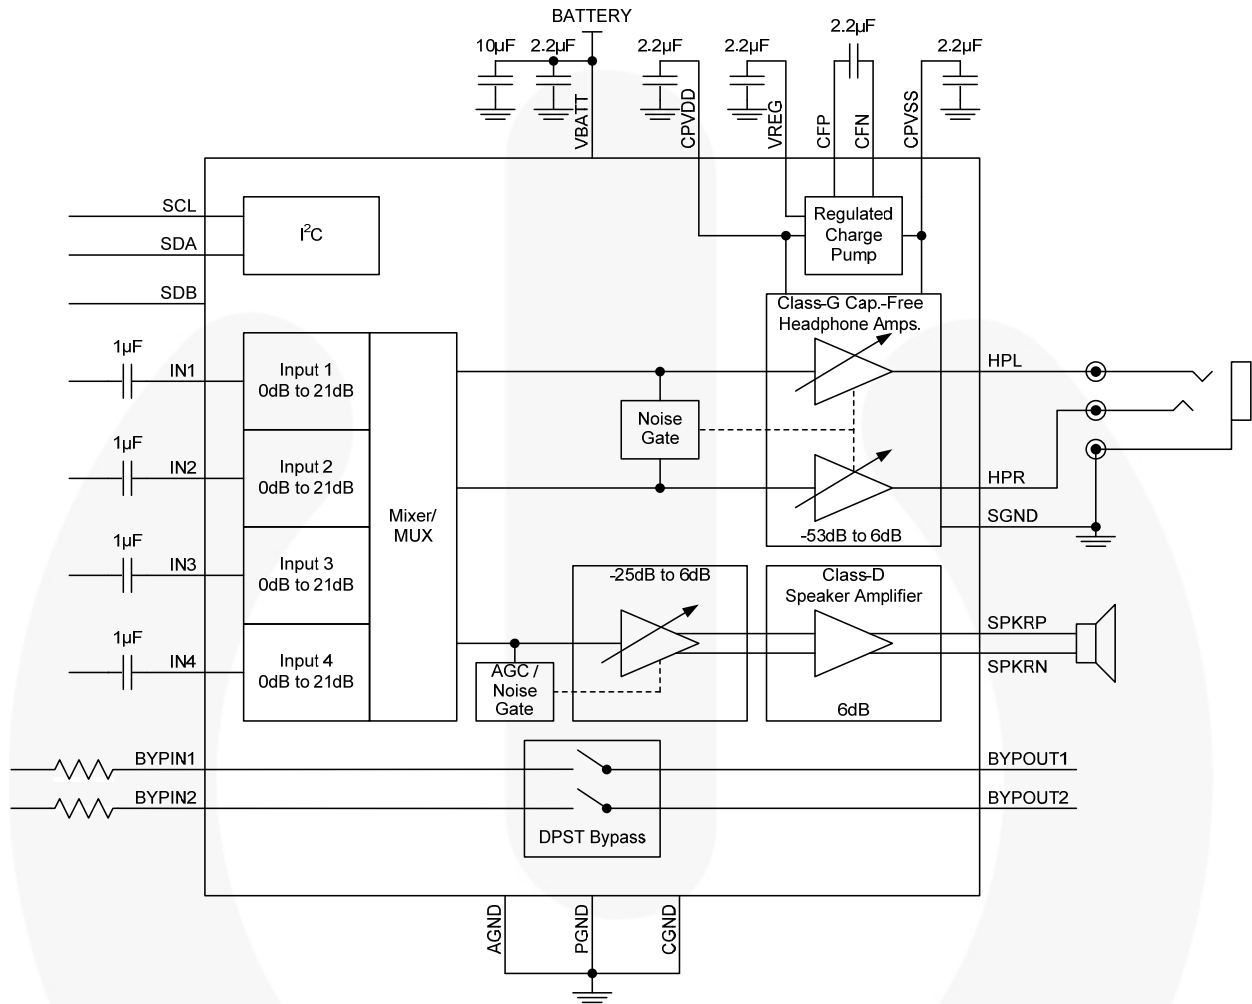 BATTERY
10µF
2.2µF
2.2µF
2.2µF
2.2µF
2.2µF
VBATT
CPVDD
VREG
CFP
CFN
CPVSS
SCL
SDA
SDB
I²C
Regulated
Charge
Pump
Class-G Cap.-Free
Headphone Amps.
1µF
IN1
Input 1
0dB to 21dB
1µF
IN2
Input 2
0dB to 21dB
1µF
IN3
Input 3
0dB to 21dB
1µF
IN4
Input 4
0dB to 21dB
Mixer/
MUX
Noise
Gate
HPL
HPR
SGND
-53dB to 6dB
-25dB to 6dB
AGC /
Noise
Gate
Class-D
Speaker Amplifier
6dB
SPKRP
SPKRN
BYPIN1
BYPIN2
DPST Bypass
BYPOUT1
BYPOUT2
AGND
PGND
CGND